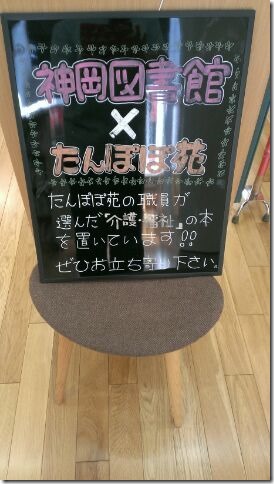 神岡図書館
×
たんぽぽ苑
たんぽぽ苑の職員が
選んだ『介護・福祉』の本
を置いています!!
ぜひお立ち寄り下さい。